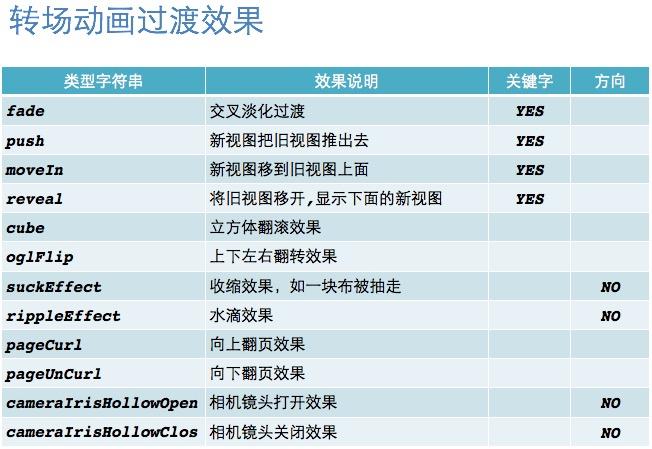 转场动画过渡效果
类型字符串 效果说明 关键字 方向
fade 交叉淡化过渡 YES
push 新视图把旧视图推出去 YES
moveIn 新视图移到旧视图上面 YES
reveal 将旧视图移开,显示下面的新视图 YES
cube 立方体翻滚效果
oglFlip 上下左右翻转效果
suckEffect 收缩效果，如一块布被抽走 NO
rippleEffect 水滴效果 NO
pageCurl 向上翻页效果
pageUnCurl 向下翻页效果
cameraIrisHollowOpen 相机镜头打开效果 NO
cameraIrisHollowClos 相机镜头关闭效果 NO